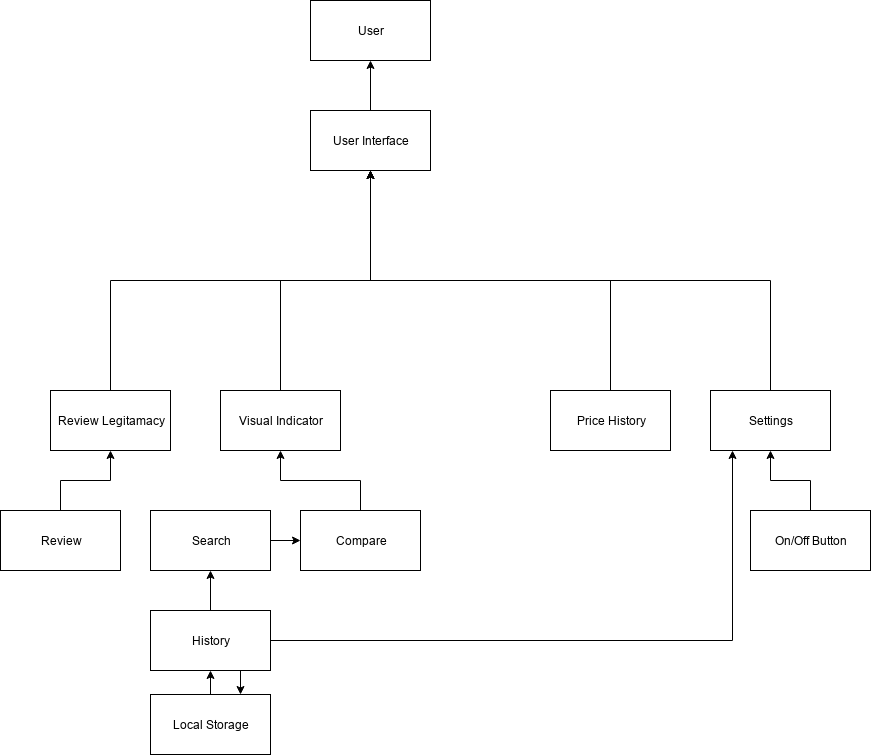 User
User Interface
Review Legitamacy
Visual Indicator
Price History
Settings
Review
Search
Compare
On/Off Button
History
Local Storage